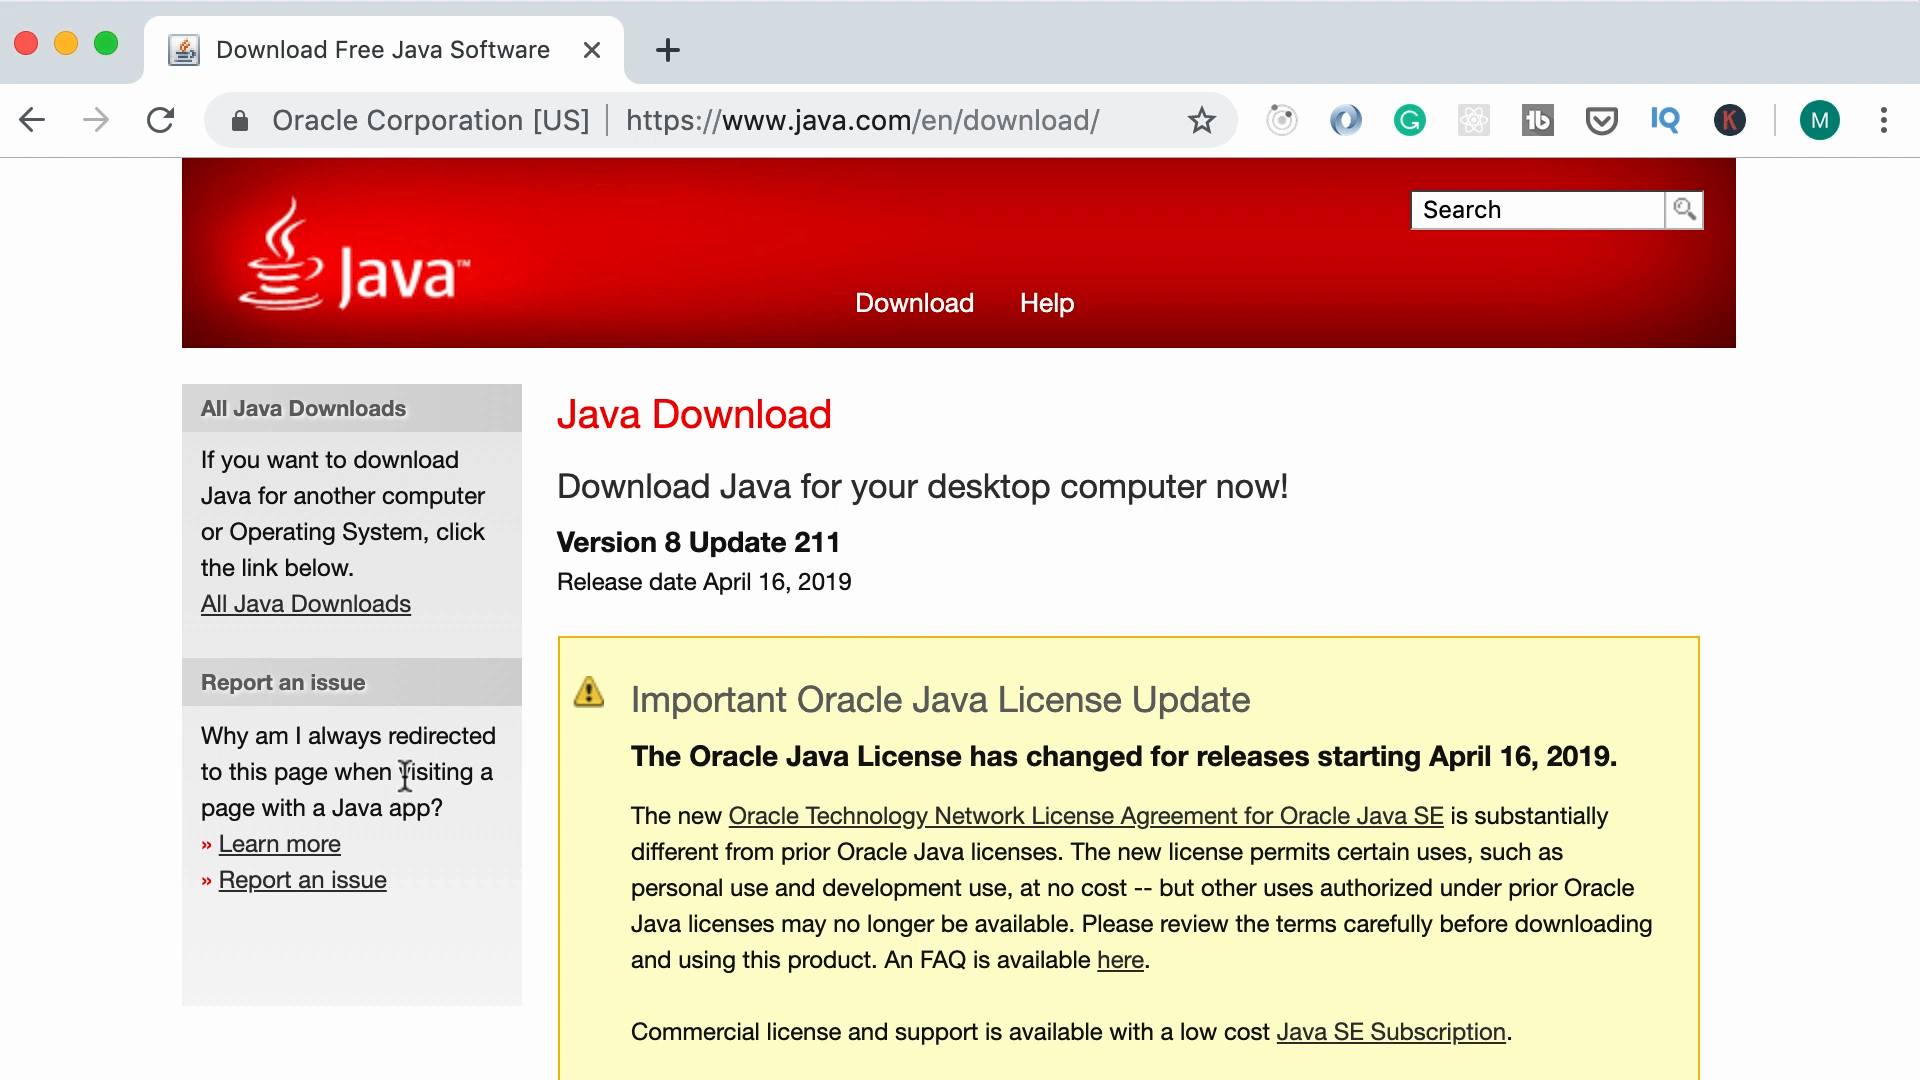 Download Free Java Software
Oracle Corporation [US] | https://www.java.com/en/download/
G
tb
IQ
K
M
Search
Java™
Download Help
All Java Downloads
If you want to download
Java for another computer
or Operating System, click
the link below.
All Java Downloads
Report an issue
Why am I always redirected
to this page when visiting a
page with a Java app?
» Learn more
» Report an issue
Java Download
Download Java for your desktop computer now!
Version 8 Update 211
Release date April 16, 2019
Important Oracle Java License Update
The Oracle Java License has changed for releases starting April 16, 2019.
The new Oracle Technology Network License Agreement for Oracle Java SE is substantially
different from prior Oracle Java licenses. The new license permits certain uses, such as
personal use and development use, at no cost -- but other uses authorized under prior Oracle
Java licenses may no longer be available. Please review the terms carefully before downloading
and using this product. An FAQ is available here.
Commercial license and support is available with a low cost Java SE Subscription.